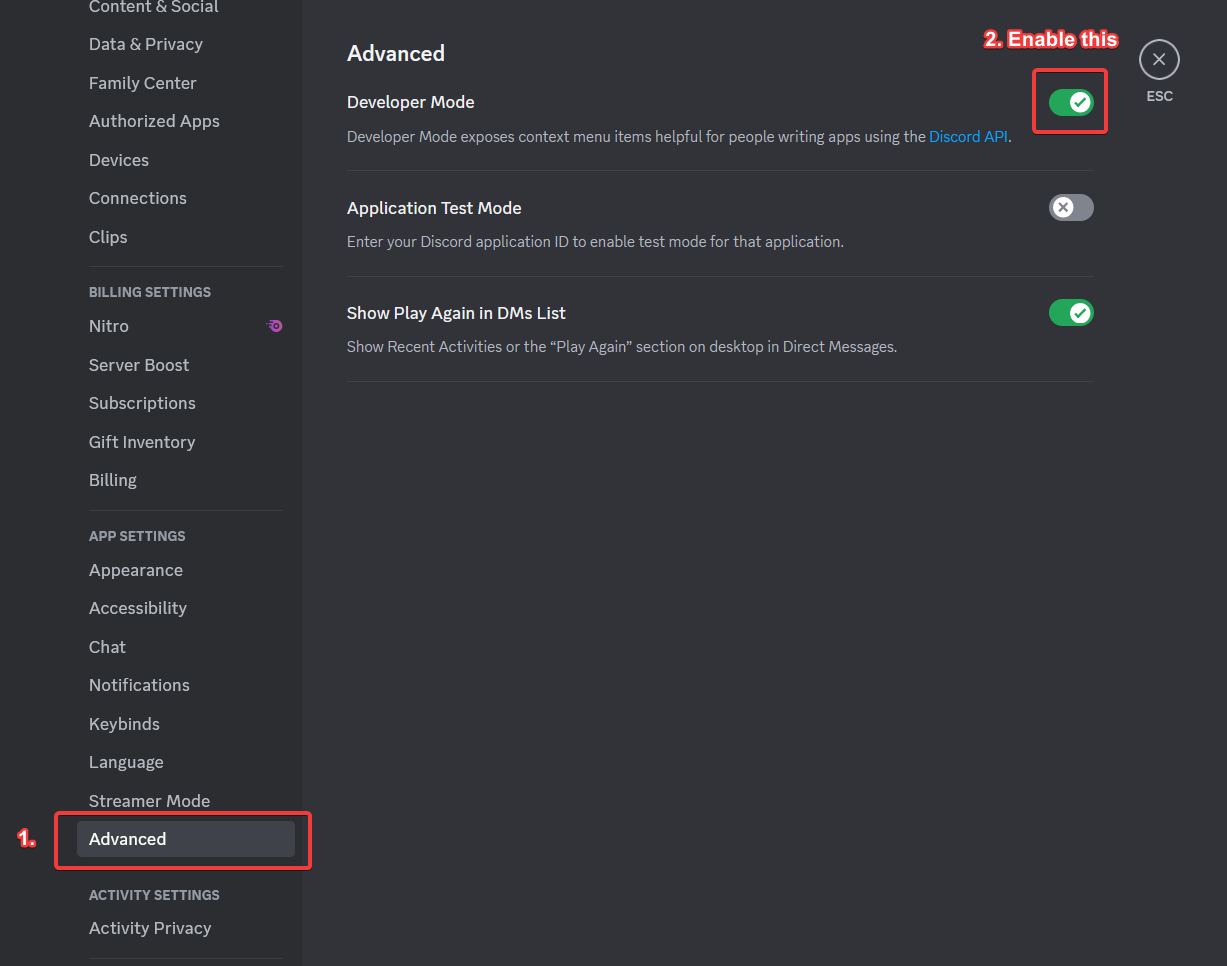 Content & Social
Data & Privacy
Family Center
Authorized Apps
Devices
Connections
Clips
BILLING SETTINGS
Nitro
Server Boost
Subscriptions
Gift Inventory
Billing
APP SETTINGS
Appearance
Accessibility
Chat
Notifications
Keybinds
Language
Streamer Mode
1.
Advanced
ACTIVITY SETTINGS
Activity Privacy
Advanced
2. Enable this
ESC
Developer Mode
Developer Mode exposes context menu items helpful for people writing apps using the Discord API.
Application Test Mode
Enter your Discord application ID to enable test mode for that application.
Show Play Again in DMs List
Show Recent Activities or the “Play Again” section on desktop in Direct Messages.